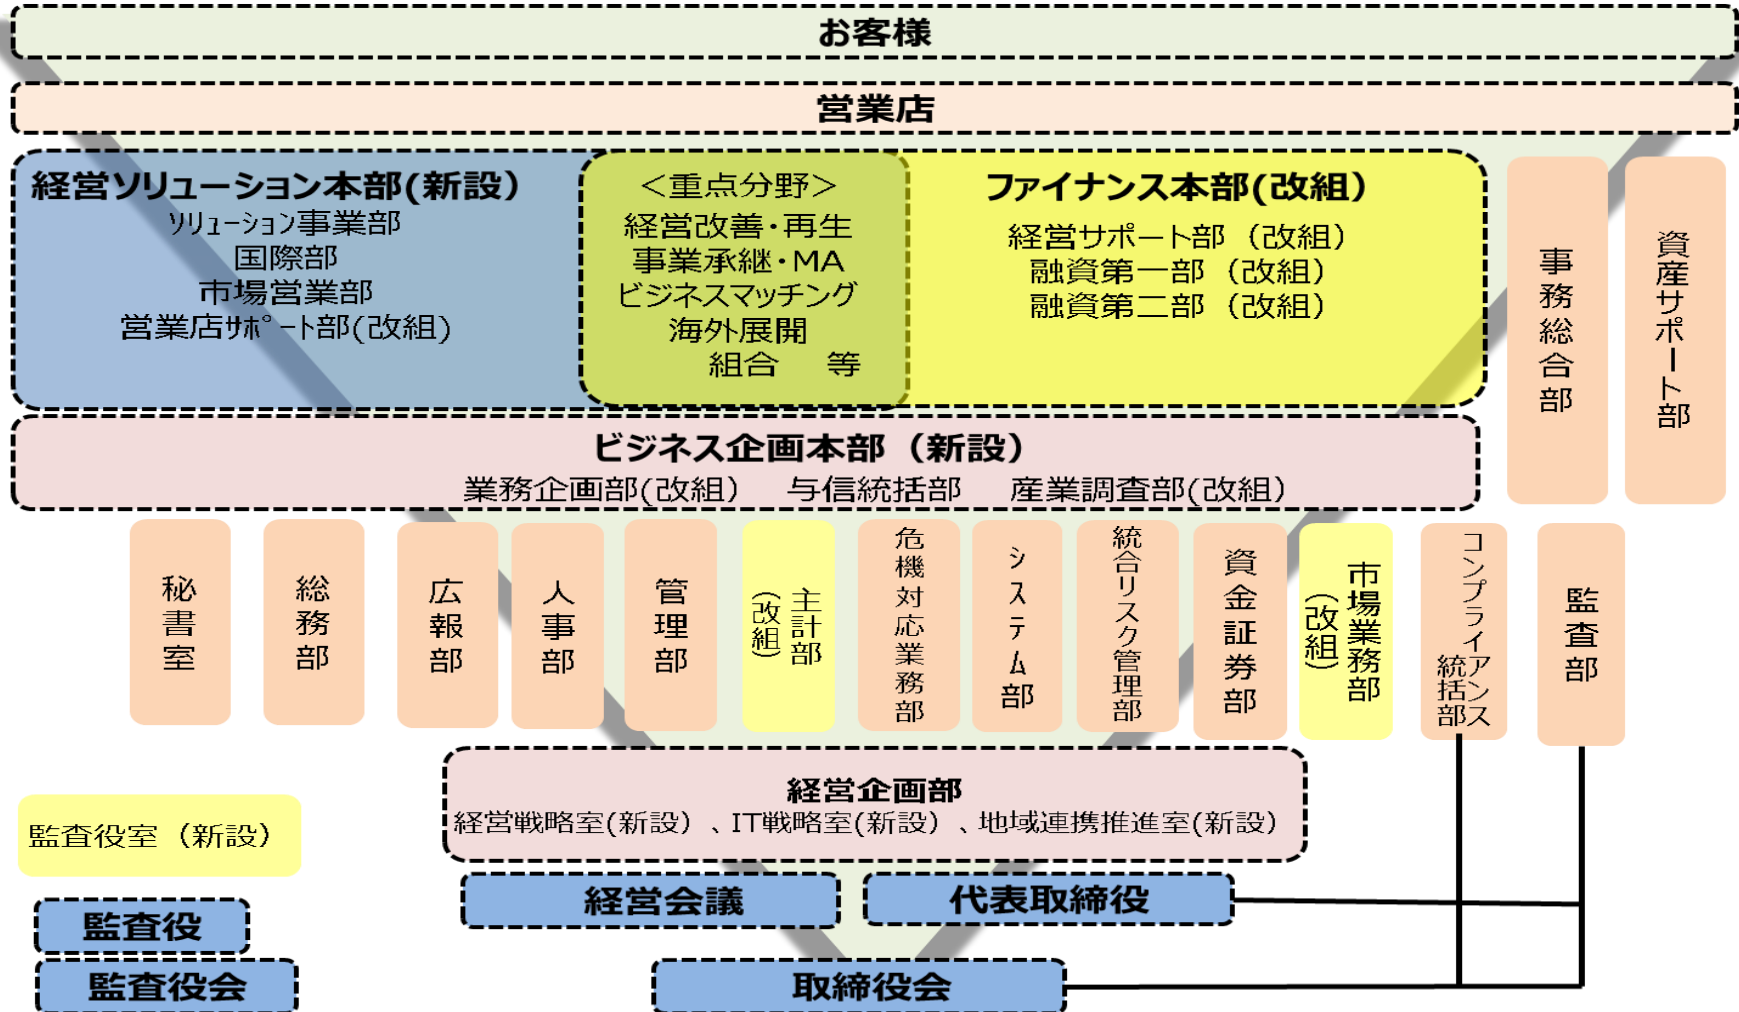 お客様
営業店
経営ソリューション本部(新設)
ソリューション事業部
国際部
市場営業部
営業店サポート部(改組)
＜重点分野＞
経営改善・再生
事業承継・MA
ビジネスマッチング
海外展開
組合　等
ファイナンス本部(改組)
経営サポート部（改組）
融資第一部（改組）
融資第二部（改組）
事務総合部
資産サポート部
ビジネス企画本部（新設）
業務企画部(改組)　与信統括部　産業調査部(改組)
秘書室
総務部
広報部
人事部
管理部
主計部
(改組)
危機対応業務部
システム部
統合リスク管理部
資金証券部
市場業務部
(改組)
コンプライアンス
統括部
監査部
経営企画部
経営戦略室(新設)、IT戦略室(新設)、地域連携推進室(新設)
監査役室（新設）
経営会議
代表取締役
監査役
監査役会
取締役会